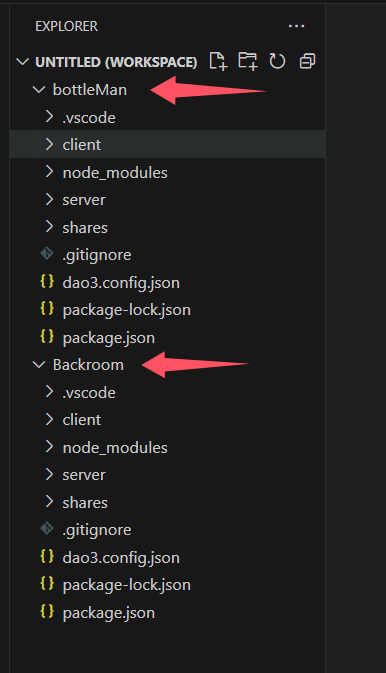 EXPLORER
UNTITLED (WORKSPACE)
bottleMan
.vscode
client
node_modules
server
shares
.gitignore
{} dao3.config.json
{} package-lock.json
{} package.json
Backroom
.vscode
client
node_modules
server
shares
.gitignore
{} dao3.config.json
{} package-lock.json
{} package.json